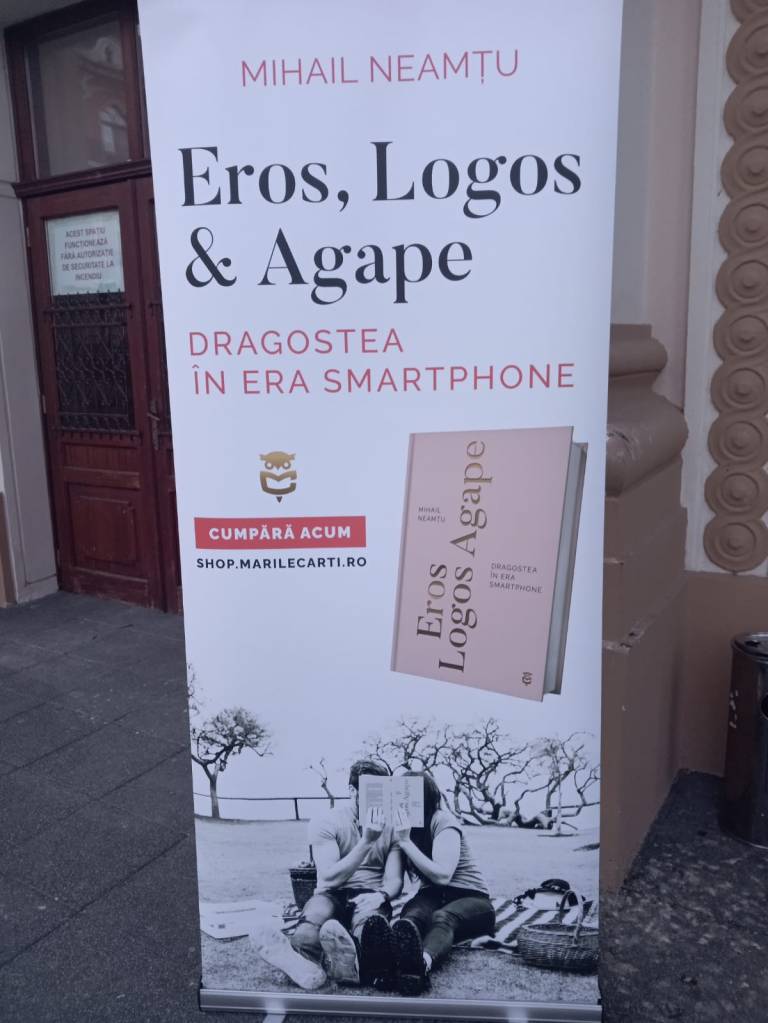 MIHAIL NEAMȚU
Eros, Logos
& Agape
DRAGOSTEA
ÎN ERA SMARTPHONE
CUMPĂRĂ ACUM
SHOP.MARILECARTI.RO
MIHAIL
NEAMȚU
Eros
Logos Agape
DRAGOSTEA
ÎN ERA
SMARTPHONE
ACEST SPAȚIU
FUNCȚIONEAZĂ
FĂRĂ AUTORIZAȚIE
DE SECURITATE LA
INCENDIU